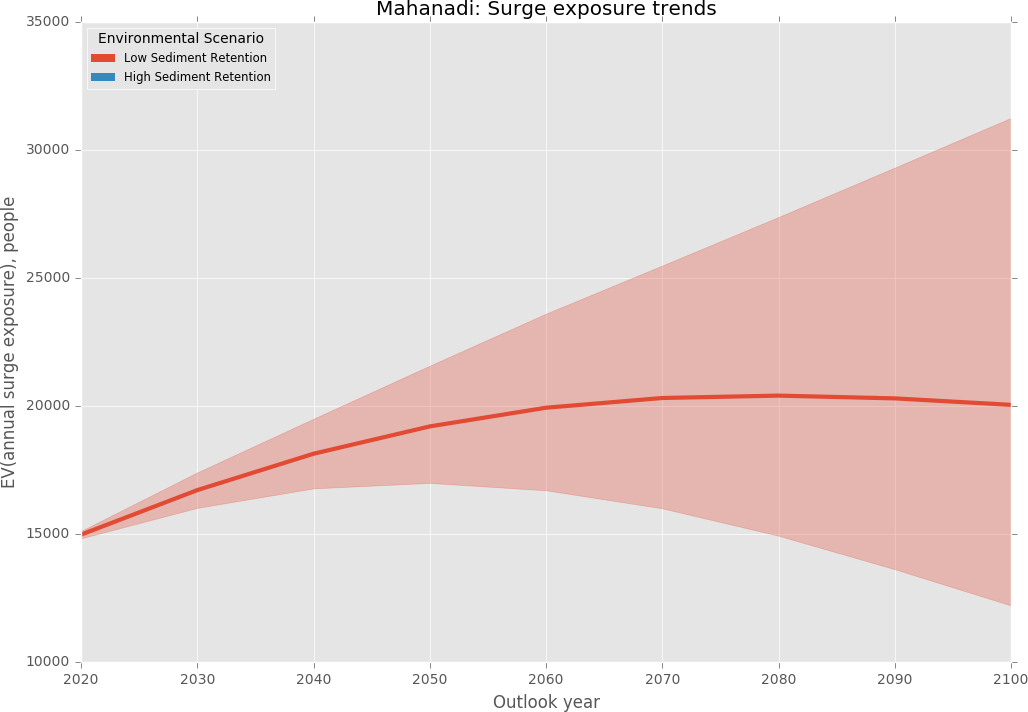 Mahanadi: Surge exposure trends
Environmental Scenario
Low Sediment Retention
High Sediment Retention
EV(annual surge exposure), people
35000
30000
25000
20000
15000
10000
2020 2030 2040 2050 2060 2070 2080 2090 2100
Outlook year